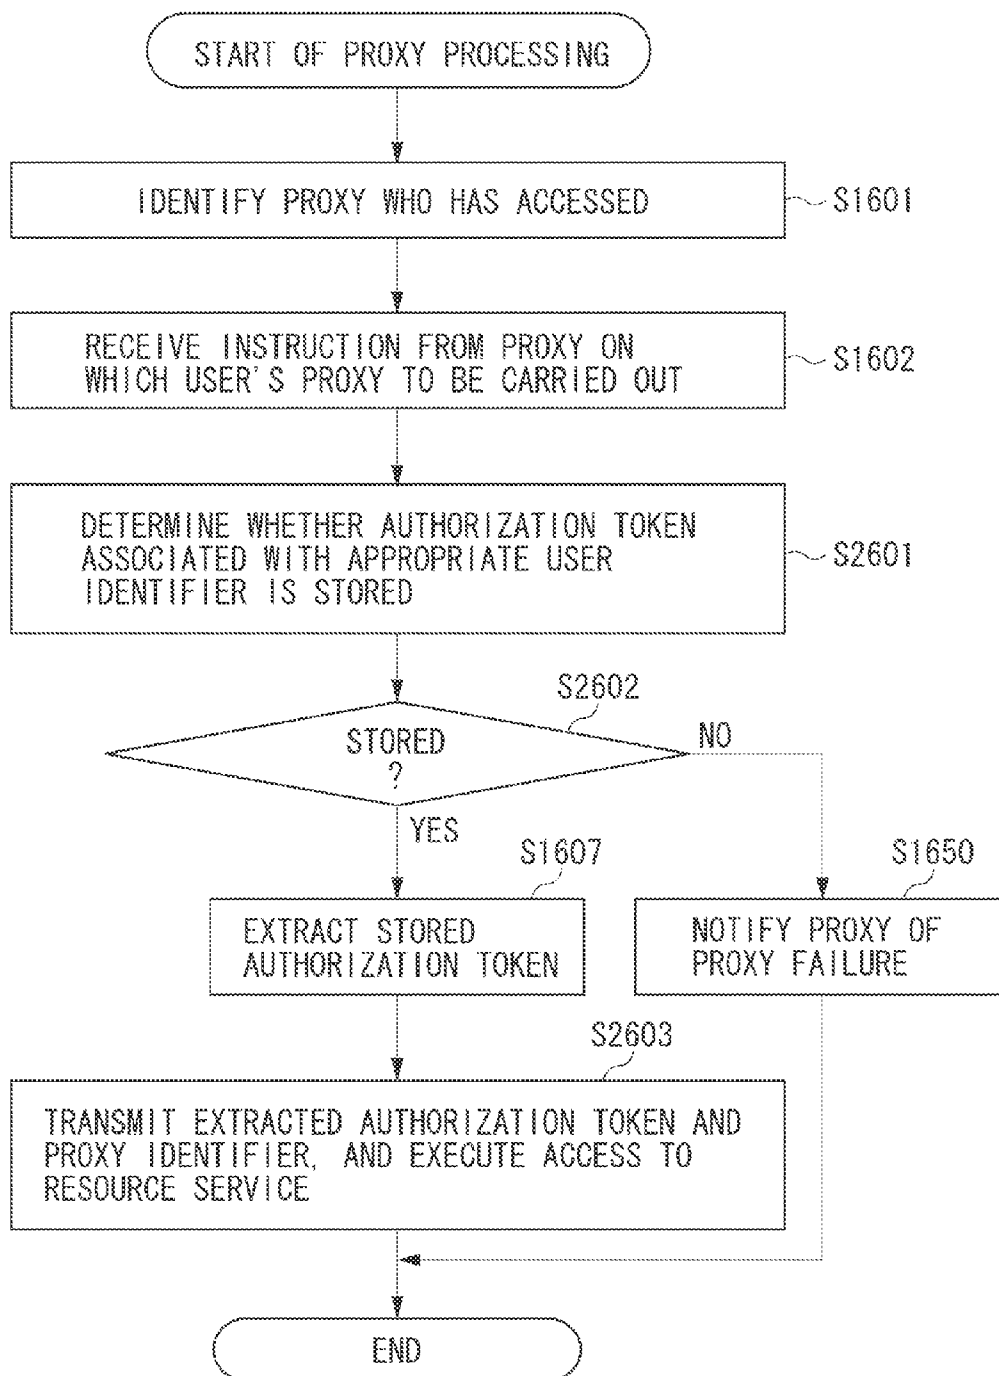 START OF PROXY PROCESSING
IDENTIFY PROXY WHO HAS ACCESSED
S1601
RECEIVE INSTRUCTION FROM PROXY ON
WHICH USER'S PROXY TO BE CARRIED OUT
S1602
DETERMINE WHETHER AUTHORIZATION TOKEN
ASSOCIATED WITH APPROPRIATE USER
IDENTIFIER IS STORED
S2601
S2602
STORED
?
NO
YES
S1607
S1650
EXTRACT STORED
AUTHORIZATION TOKEN
NOTIFY PROXY OF
PROXY FAILURE
S2603
TRANSMIT EXTRACTED AUTHORIZATION TOKEN AND
PROXY IDENTIFIER, AND EXECUTE ACCESS TO
RESOURCE SERVICE
END